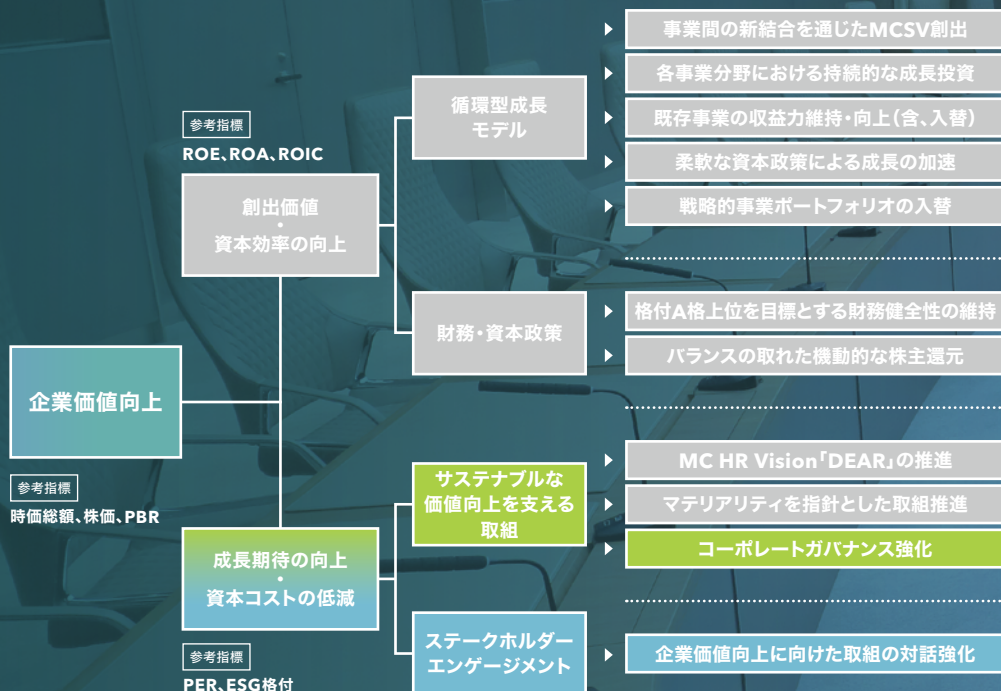 企業価値向上
参考指標
時価総額、株価、PBR
参考指標
ROE、ROA、ROIC
創出価値
・
資本効率の向上
循環型成長
モデル
事業間の新結合を通じたMCSV創出
各事業分野における持続的な成長投資
既存事業の収益力維持・向上（含、入替）
柔軟な資本政策による成長の加速
戦略的事業ポートフォリオの入替
財務・資本政策
格付A格上位を目標とする財務健全性の維持
バランスの取れた機動的な株主還元
成長期待の向上
・
資本コストの低減
参考指標
PER、ESG格付
サステナブルな
価値向上を支える
取組
MC HR Vision「DEAR」の推進
マテリアリティを指針とした取組推進
コーポレートガバナンス強化
ステークホルダー
エンゲージメント
企業価値向上に向けた取組の対話強化